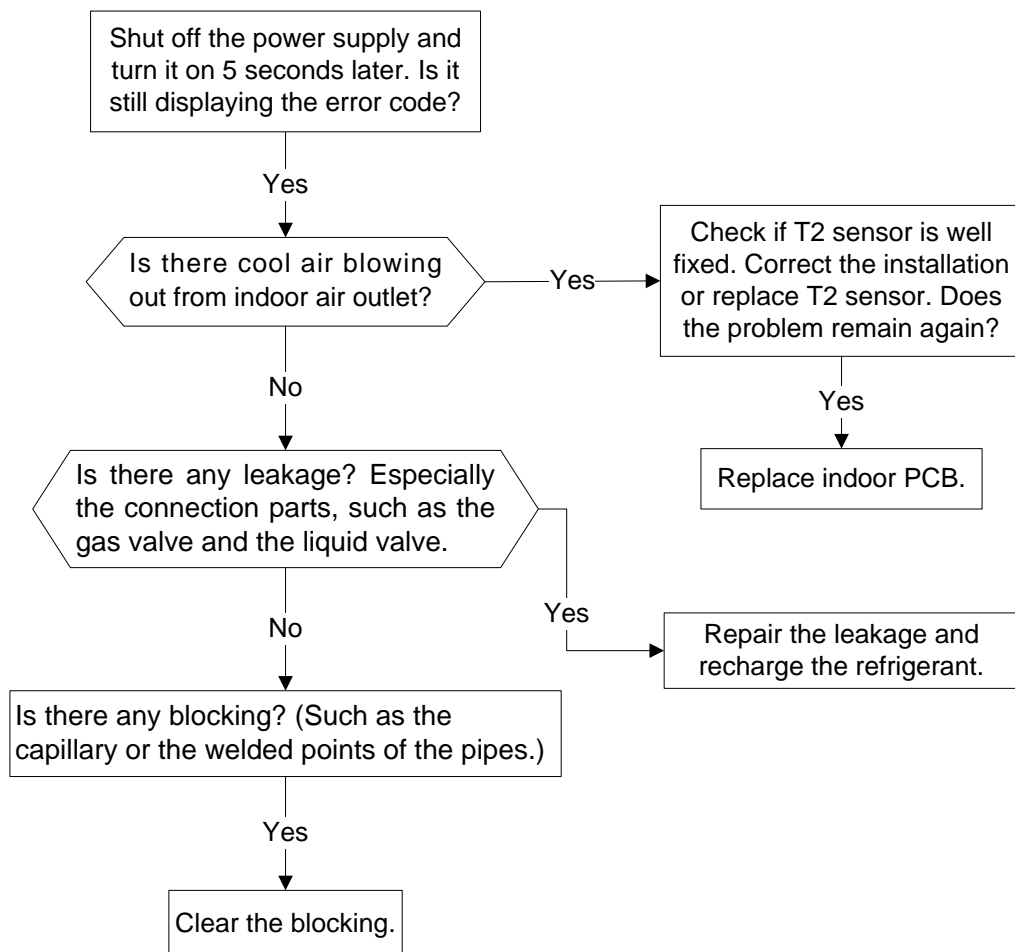 Shut off the power supply and
turn it on 5 seconds later. Is it
still displaying the error code?
Yes
Is there cool air blowing
out from indoor air outlet?
Yes
Check if T2 sensor is well
fixed. Correct the installation
or replace T2 sensor. Does
the problem remain again?
Yes
Replace indoor PCB.
No
Is there any leakage? Especially
the connection parts, such as the
gas valve and the liquid valve.
Yes
Repair the leakage and
recharge the refrigerant.
No
Is there any blocking? (Such as the
capillary or the welded points of the pipes.)
Yes
Clear the blocking.